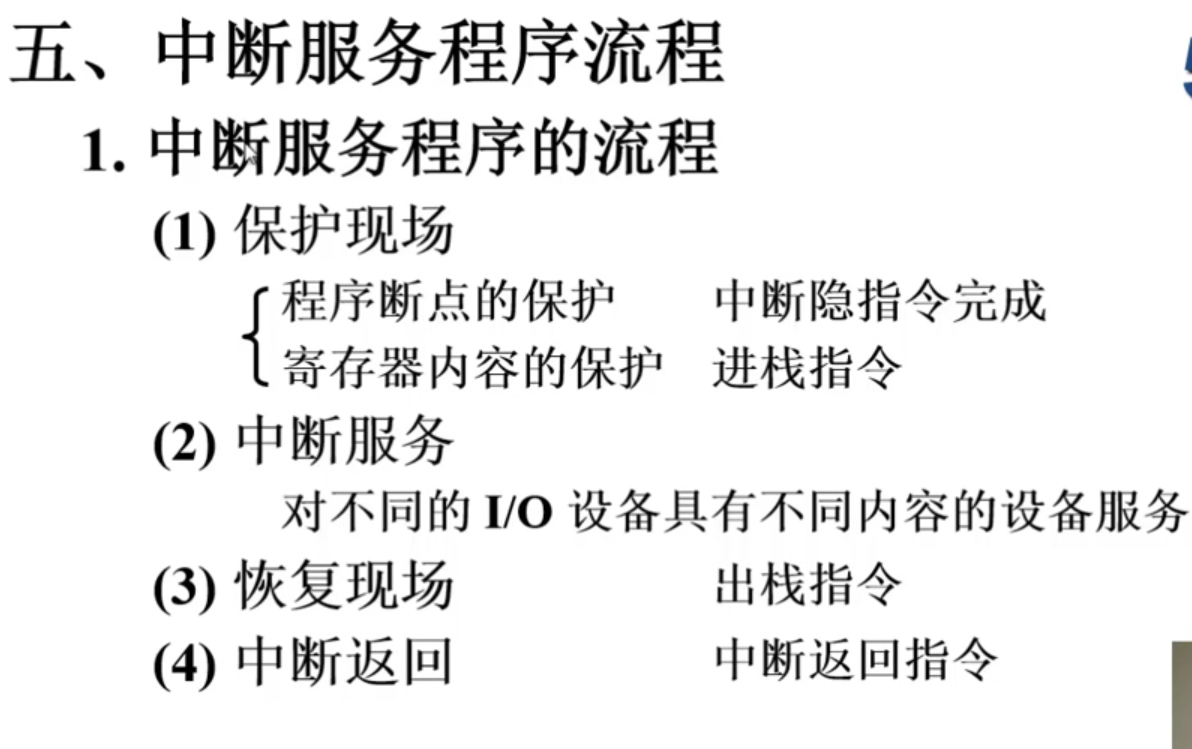 五、中断服务程序流程
1. 中断服务程序的流程
(1) 保护现场
程序断点的保护 中断隐指令完成
寄存器内容的保护 进栈指令
(2) 中断服务
对不同的 I/O 设备具有不同内容的设备服务
(3) 恢复现场 出栈指令
(4) 中断返回 中断返回指令